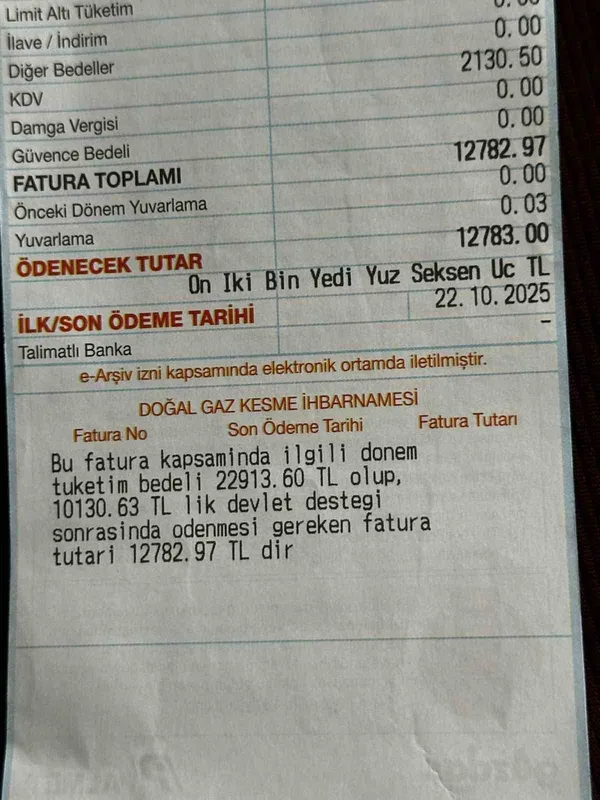 Limit Altı Tüketim 0.00
İlave / İndirim 0.00
Diğer Bedeller 2130.50
KDV 0.00
Damga Vergisi 0.00
Güvence Bedeli 12782.97
FATURA TOPLAMI 0.00
Önceki Dönem Yuvarlama 0.03
Yuvarlama 12783.00
ÖDENECEK TUTAR On Iki Bin Yedi Yuz Seksen Uc TL
İLK/SON ÖDEME TARİHİ 22.10.2025
Talimatlı Banka –
e-Arşiv izni kapsamında elektronik ortamda iletilmiştir.
DOĞAL GAZ KESME İHBARNAMESİ
Fatura No Son Ödeme Tarihi Fatura Tutarı
Bu fatura kapsaminda ilgili donem
tuketim bedeli 22913.60 TL olup,
10130.63 TL lik devlet destegi
sonrasinda odenmesi gereken fatura
tutari 12782.97 TL dir